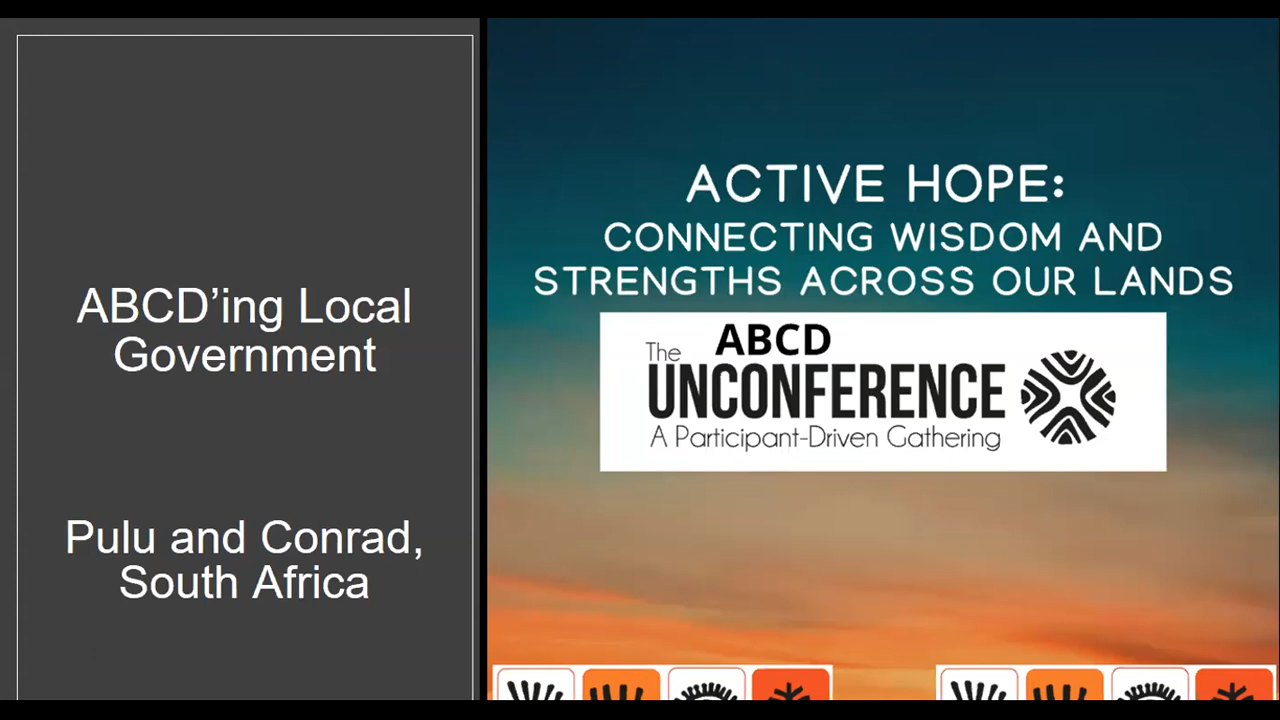 ABCD’ing Local
Government
Pulu and Conrad,
South Africa
ACTIVE HOPE:
CONNECTING WISDOM AND
STRENGTHS ACROSS OUR LANDS
The ABCD
UNCONFERENCE
A Participant-Driven Gathering